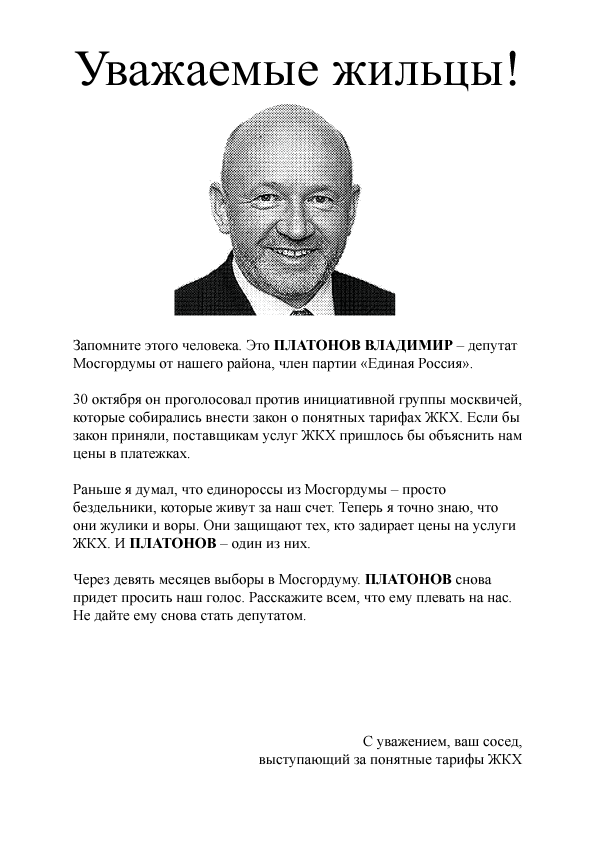 Уважаемые жильцы!
Запомните этого человека. Это ПЛАТОНОВ ВЛАДИМИР – депутат
Мосгордумы от нашего района, член партии «Единая Россия».
30 октября он проголосовал против инициативной группы москвичей,
которые собирались внести закон о понятных тарифах ЖКХ. Если бы
закон приняли, поставщикам услуг ЖКХ пришлось бы объяснить нам
цены в платежках.
Раньше я думал, что единороссы из Мосгордумы – просто
бездельники, которые живут за наш счет. Теперь я точно знаю, что
они жулики и воры. Они защищают тех, кто задирает цены на услуги
ЖКХ. И ПЛАТОНОВ – один из них.
Через девять месяцев выборы в Мосгордуму. ПЛАТОНОВ снова
придет просить наш голос. Расскажите всем, что ему плевать на нас.
Не дайте ему снова стать депутатом.
С уважением, ваш сосед,
выступающий за понятные тарифы ЖКХ